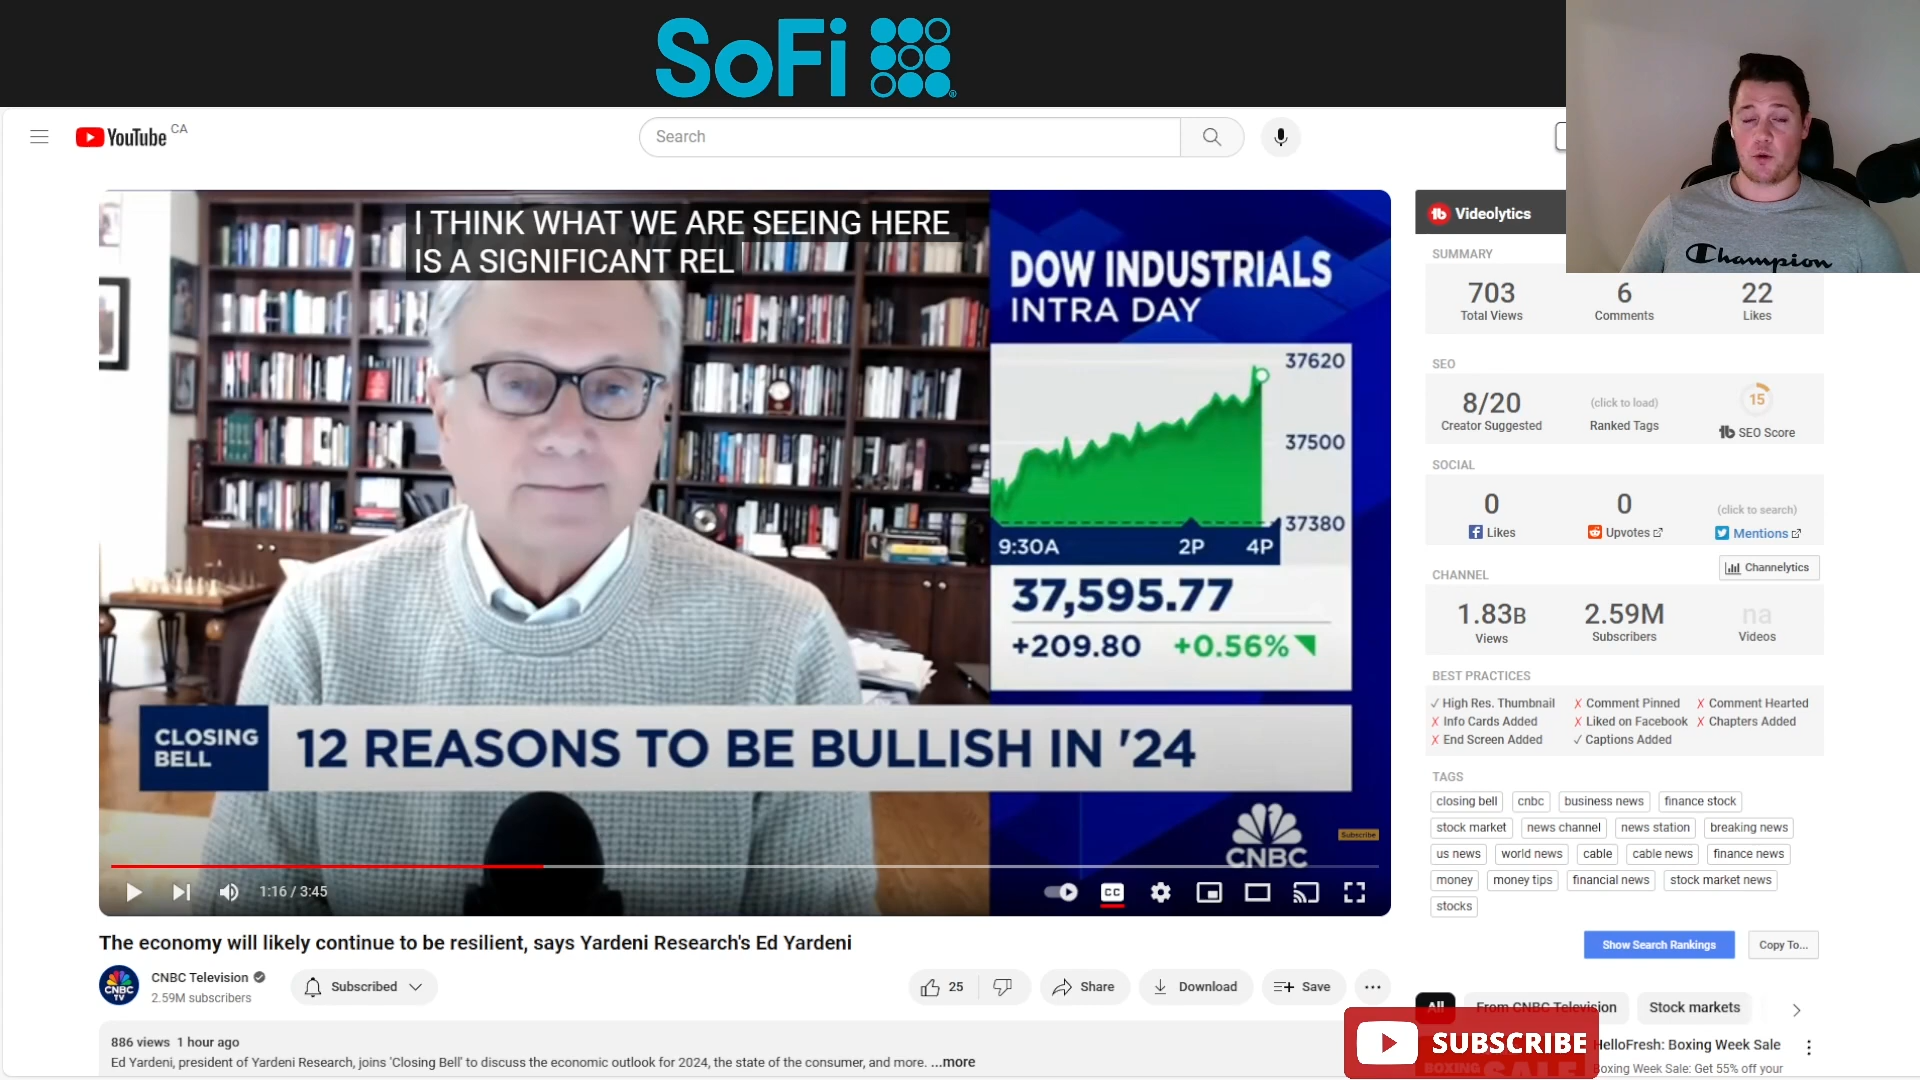 SoFi
YouTube CA
Search
Champion
I THINK WHAT WE ARE SEEING HERE
IS A SIGNIFICANT REL
DOW INDUSTRIALS
INTRA DAY
37620
37500
37380
9:30A 2P 4P
37,595.77
+209.80 +0.56%
CLOSING
BELL
12 REASONS TO BE BULLISH IN '24
CNBC
Subscribe
1:16 / 3:45
CC
The economy will likely continue to be resilient, says Yardeni Research's Ed Yardeni
CNBC
TV
CNBC Television
2.59M subscribers
Subscribed
25
Share
Download
Save
886 views 1 hour ago
Ed Yardeni, president of Yardeni Research, joins 'Closing Bell' to discuss the economic outlook for 2024, the state of the consumer, and more. ...more
Videolytics
SUMMARY
703 6 22
Total Views Comments Likes
SEO
8/20 (click to load) 15
Creator Suggested Ranked Tags SEO Score
SOCIAL
0 0 (click to search)
Likes Upvotes Mentions
CHANNEL Channelytics
1.83B 2.59M na
Views Subscribers Videos
BEST PRACTICES
✓ High Res. Thumbnail ✗ Comment Pinned ✗ Comment Hearted
✗ Info Cards Added ✗ Liked on Facebook ✗ Chapters Added
✗ End Screen Added ✓ Captions Added
TAGS
closing bell cnbc business news finance stock
stock market news channel news station breaking news
us news world news cable cable news finance news
money money tips financial news stock market news
stocks
Show Search Rankings Copy To...
All From CNBC Television Stock markets
SUBSCRIBE
HelloFresh: Boxing Week Sale
Boxing Week Sale: Get 55% off your
BOXING SALE